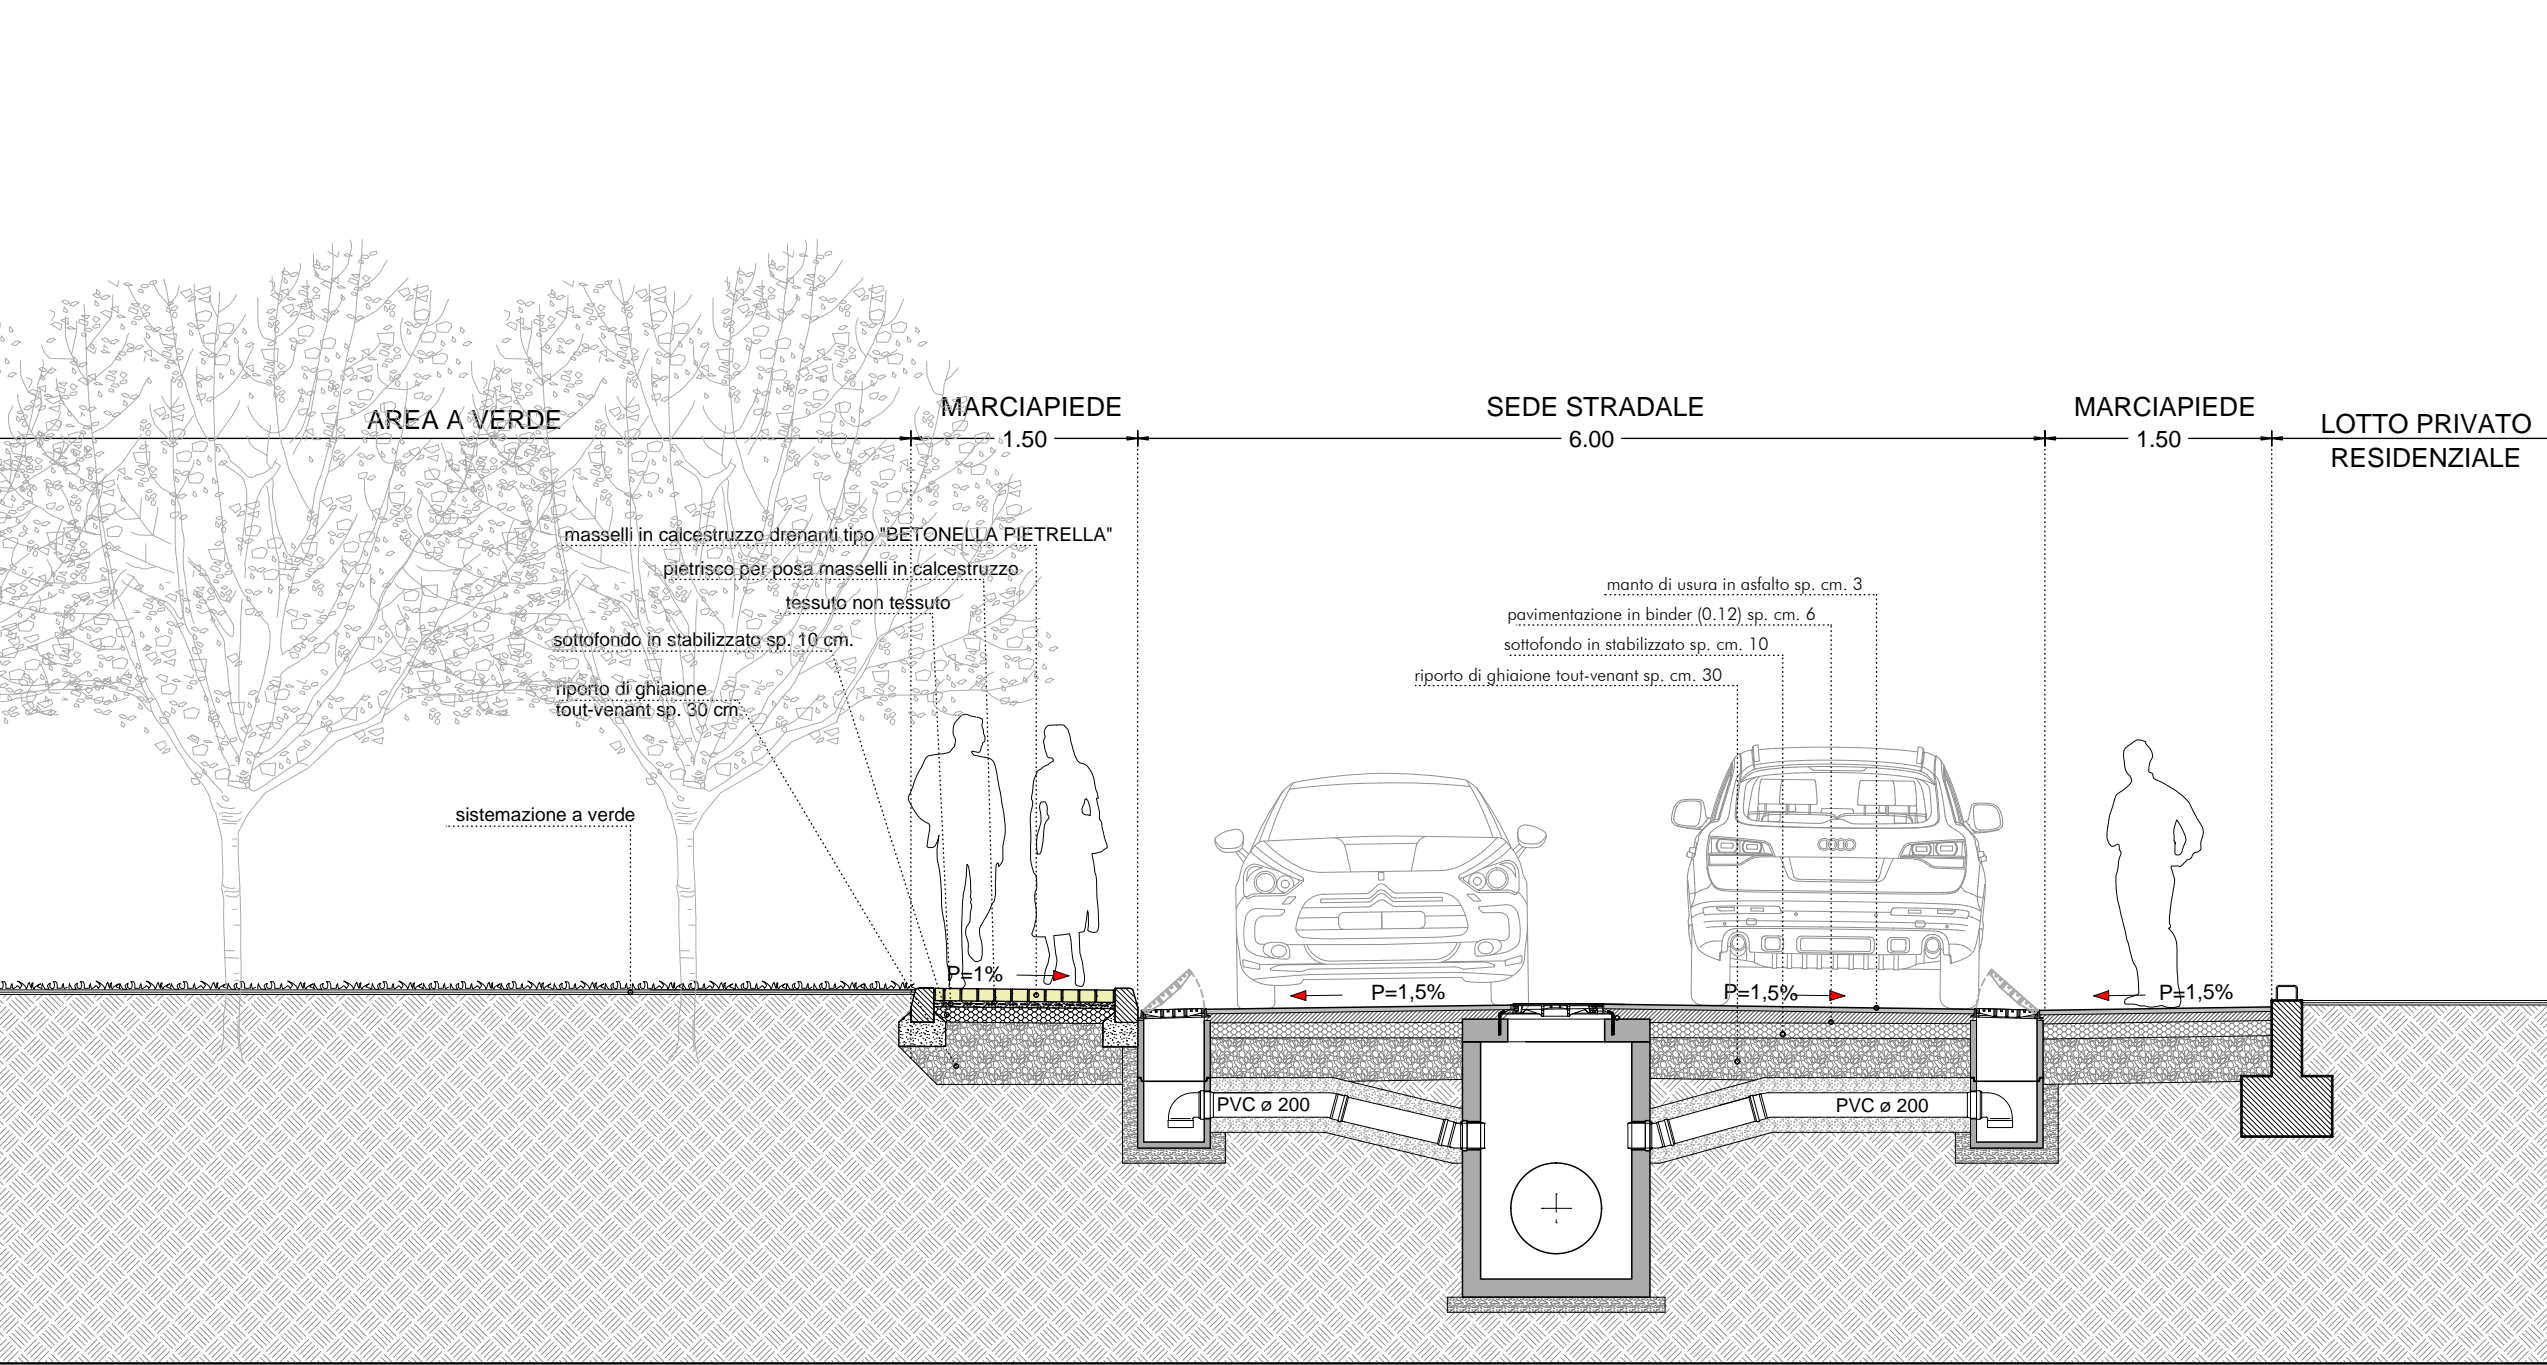 AREA A VERDE
MARCIAPIEDE
1.50
SEDE STRADALE
6.00
MARCIAPIEDE
1.50
LOTTO PRIVATO
RESIDENZIALE
masselli in calcestruzzo drenanti tipo "BETONELLA PIETRELLA"
pietrisco per posa masselli in calcestruzzo
tessuto non tessuto
sottofondo in stabilizzato sp. 10 cm.
riporto di ghiaione
tout-venant sp. 30 cm.
manto di usura in asfalto sp. cm. 3
pavimentazione in binder (0.12) sp. cm. 6
sottofondo in stabilizzato sp. cm. 10
riporto di ghiaione tout-venant sp. cm. 30
sistemazione a verde
P=1%
P=1,5%
P=1,5%
P=1,5%
PVC ø 200
PVC ø 200